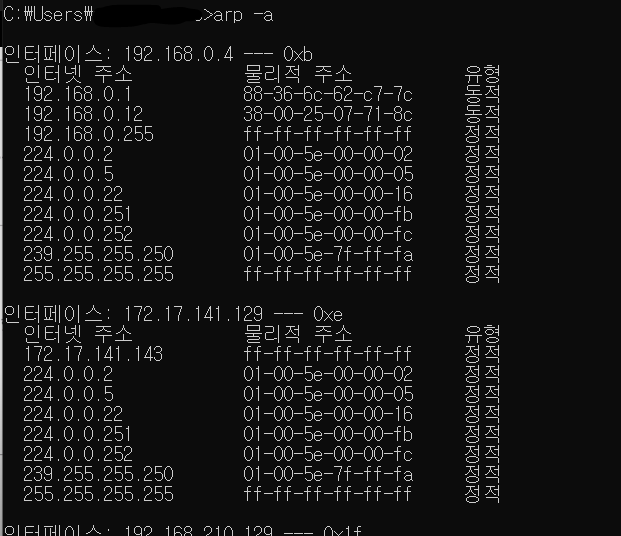 C:\Users\ >arp -a
인터페이스: 192.168.0.4 --- 0xb
인터넷 주소 물리적 주소 유형
192.168.0.1 88-36-6c-62-c7-7c 동적
192.168.0.12 38-00-25-07-71-8c 동적
192.168.0.255 ff-ff-ff-ff-ff-ff 정적
224.0.0.2 01-00-5e-00-00-02 정적
224.0.0.5 01-00-5e-00-00-05 정적
224.0.0.22 01-00-5e-00-00-16 정적
224.0.0.251 01-00-5e-00-00-fb 정적
224.0.0.252 01-00-5e-00-00-fc 정적
239.255.255.250 01-00-5e-7f-ff-fa 정적
255.255.255.255 ff-ff-ff-ff-ff-ff 정적
인터페이스: 172.17.141.129 --- 0xe
인터넷 주소 물리적 주소 유형
172.17.141.143 ff-ff-ff-ff-ff-ff 정적
224.0.0.2 01-00-5e-00-00-02 정적
224.0.0.5 01-00-5e-00-00-05 정적
224.0.0.22 01-00-5e-00-00-16 정적
224.0.0.251 01-00-5e-00-00-fb 정적
224.0.0.252 01-00-5e-00-00-fc 정적
239.255.255.250 01-00-5e-7f-ff-fa 정적
255.255.255.255 ff-ff-ff-ff-ff-ff 정적
인터페이스: 192.168.210.129 --- 0x1f